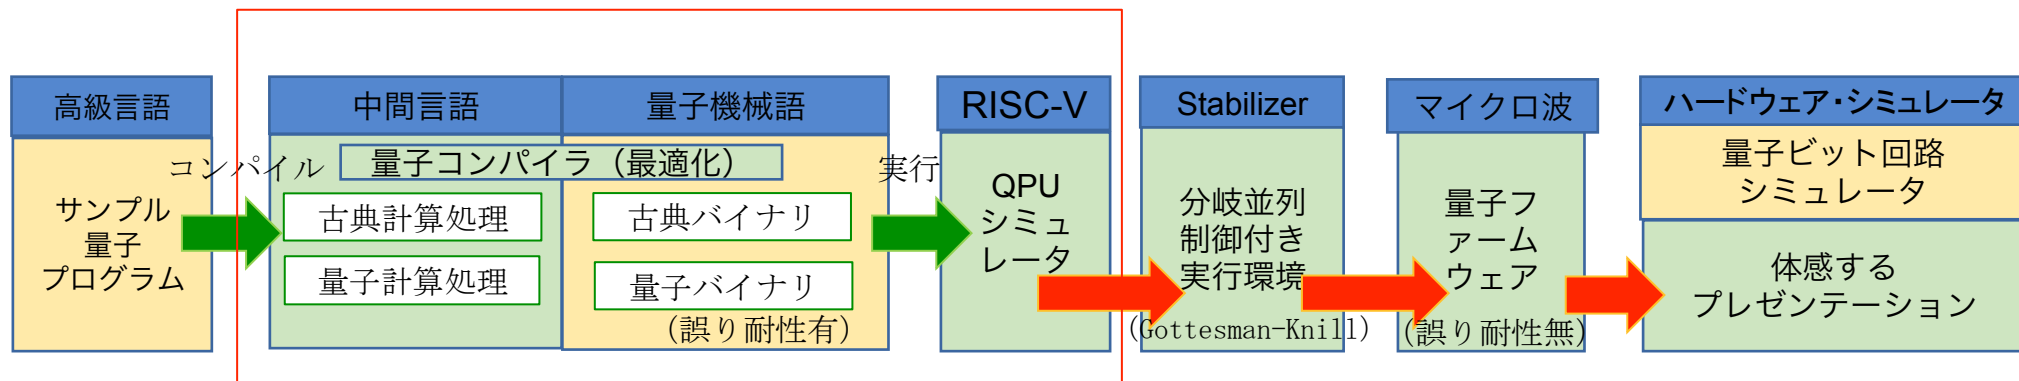 高級言語
サンプル
量子
プログラム
コンパイル
中間言語
量子機械語
量子コンパイラ（最適化）
古典計算処理
古典バイナリ
量子計算処理
量子バイナリ
(誤り耐性有)
実行
RISC-V
QPU
シミュ
レータ
Stabilizer
分岐並列
制御付き
実行環境
(Gottesman-Knill)
マイクロ波
量子フ
ァーム
ウェア
(誤り耐性無)
ハードウェア・シミュレータ
量子ビット回路
シミュレータ
体感する
プレゼンテーション